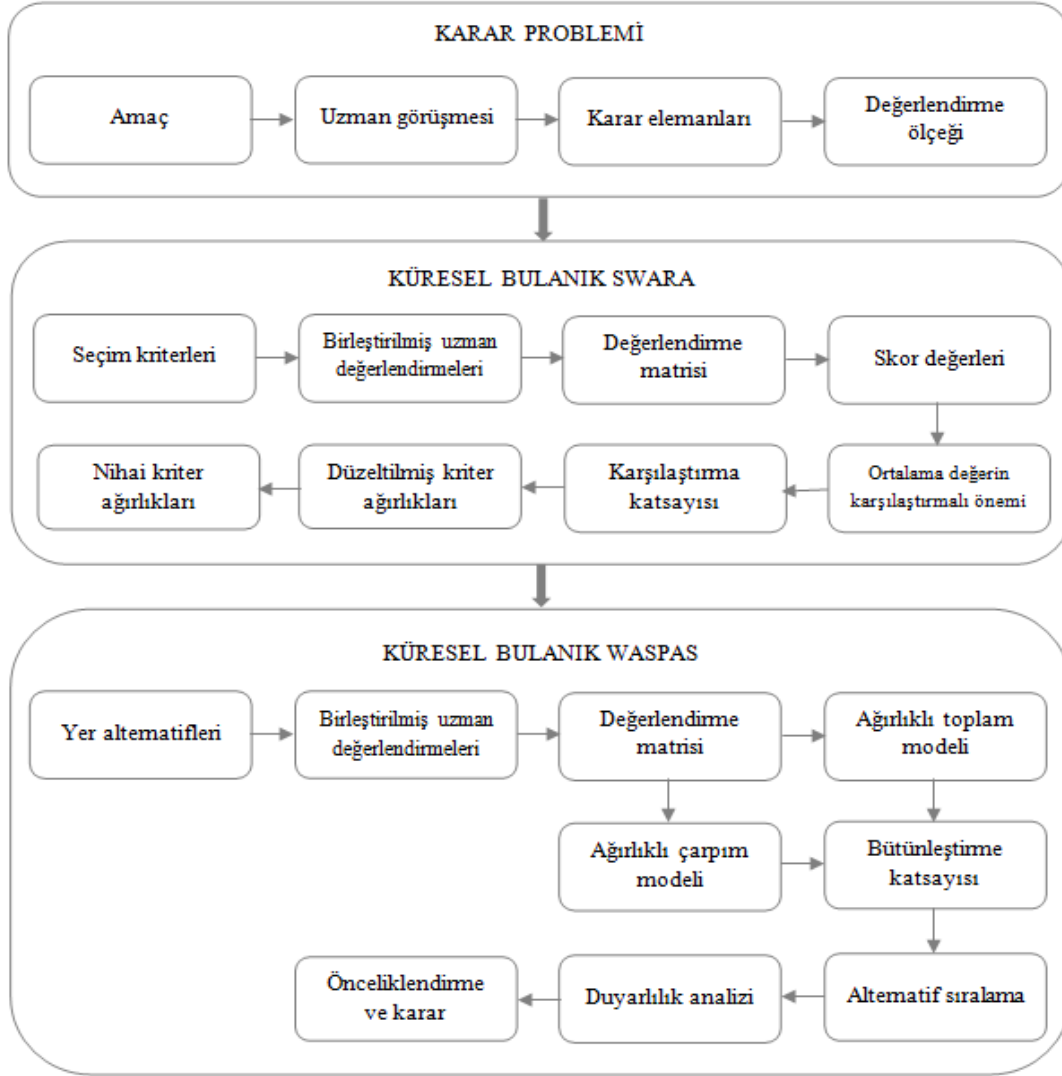 KARAR PROBLEMİ
Amaç
Uzman görüşmesi
Karar elemanları
Değerlendirme
ölçeği
KÜRESEL BULANIK SWARA
Seçim kriterleri
Birleştirilmiş uzman
değerlendirmeleri
Değerlendirme
matrisi
Skor değerleri
Ortalama değerin
karşılaştırmalı önemi
Karşılaştırma
katsayısı
Düzeltilmiş kriter
ağırlıkları
Nihai kriter
ağırlıkları
KÜRESEL BULANIK WASPAS
Yer alternatifleri
Birleştirilmiş uzman
değerlendirmeleri
Değerlendirme
matrisi
Ağırlıklı toplam
modeli
Ağırlıklı çarpım
modeli
Bütünleştirme
katsayısı
Alternatif sıralama
Duyarlılık analizi
Önceliklendirme
ve karar